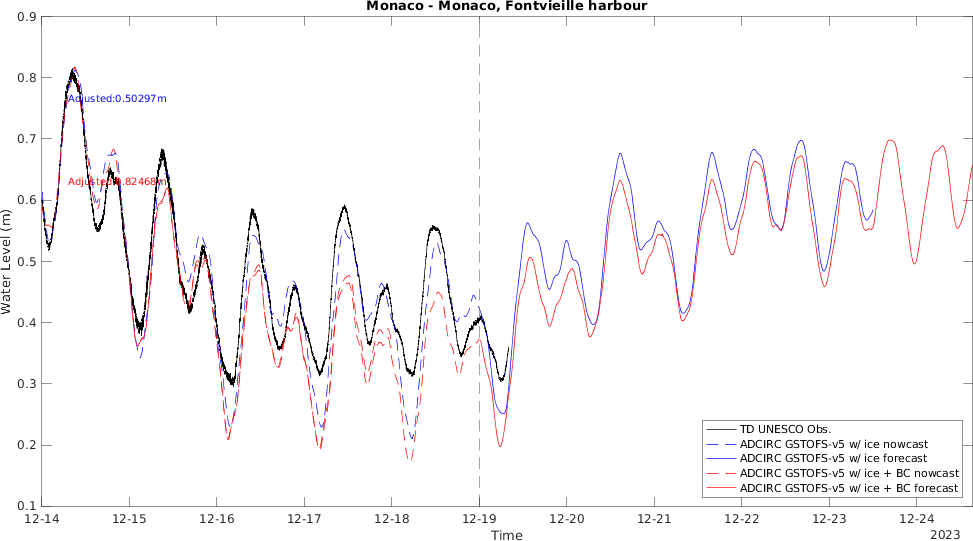 Monaco - Monaco, Fontvieille harbour
Water Level (m)
0.9
0.8
0.7
0.6
0.5
0.4
0.3
0.2
0.1
Adjusted:0.50297m
Adjusted:0.82468m
TD UNESCO Obs.
ADCIRC GSTOFS-v5 w/ ice nowcast
ADCIRC GSTOFS-v5 w/ ice forecast
ADCIRC GSTOFS-v5 w/ ice + BC nowcast
ADCIRC GSTOFS-v5 w/ ice + BC forecast
12-14 12-15 12-16 12-17 12-18 12-19 12-20 12-21 12-22 12-23 12-24
Time
2023